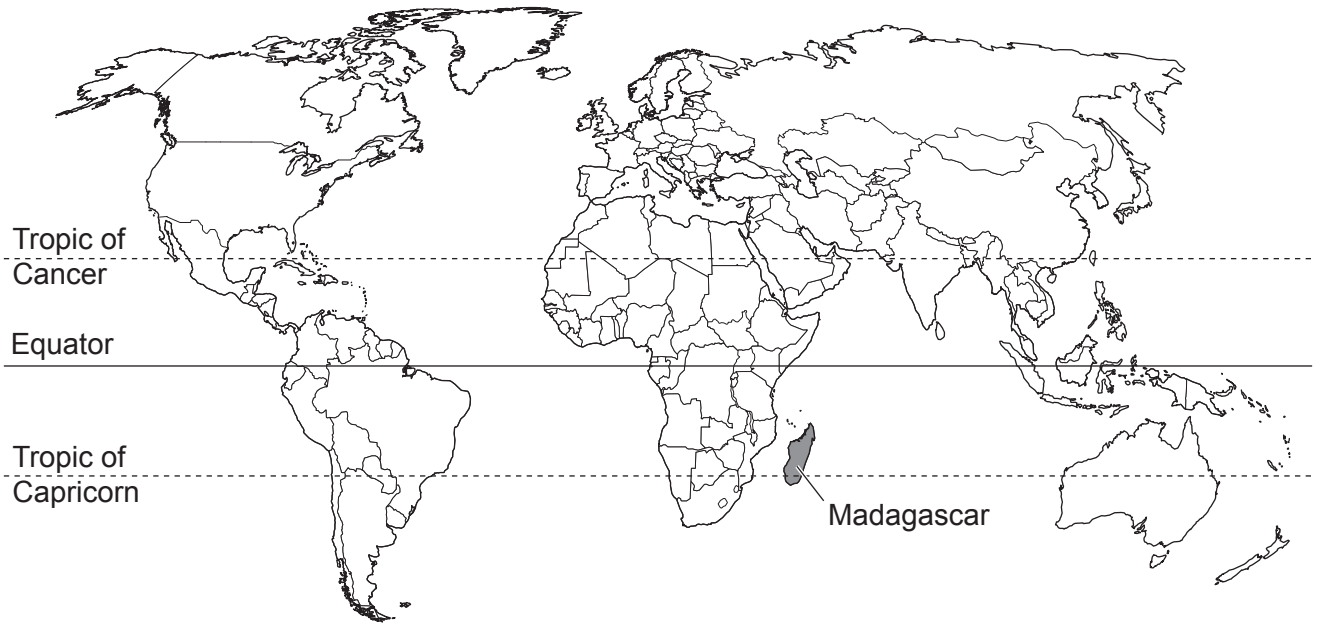 Tropic of
Cancer
Equator
Tropic of
Capricorn
Madagascar